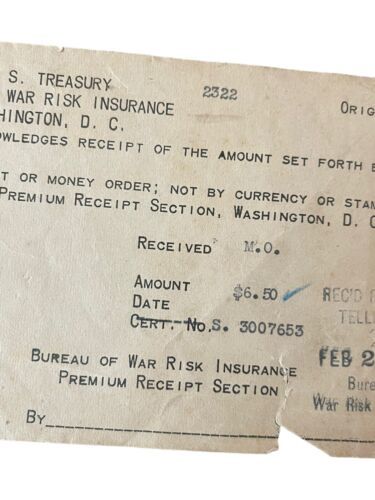 S. TREASURY
WAR RISK INSURANCE 2322 ORIG
HINGTON, D. C.
OWLEDGES RECEIPT OF THE AMOUNT SET FORTH B
T OR MONEY ORDER; NOT BY CURRENCY OR STAM
PREMIUM RECEIPT SECTION, WASHINGTON, D. C
RECEIVED M.O.
AMOUNT $6.50 REC'D
DATE TELL
CERT. NO. S. 3007653
BUREAU OF WAR RISK INSURANCE FEB 2
PREMIUM RECEIPT SECTION Bure
War Risk
BY